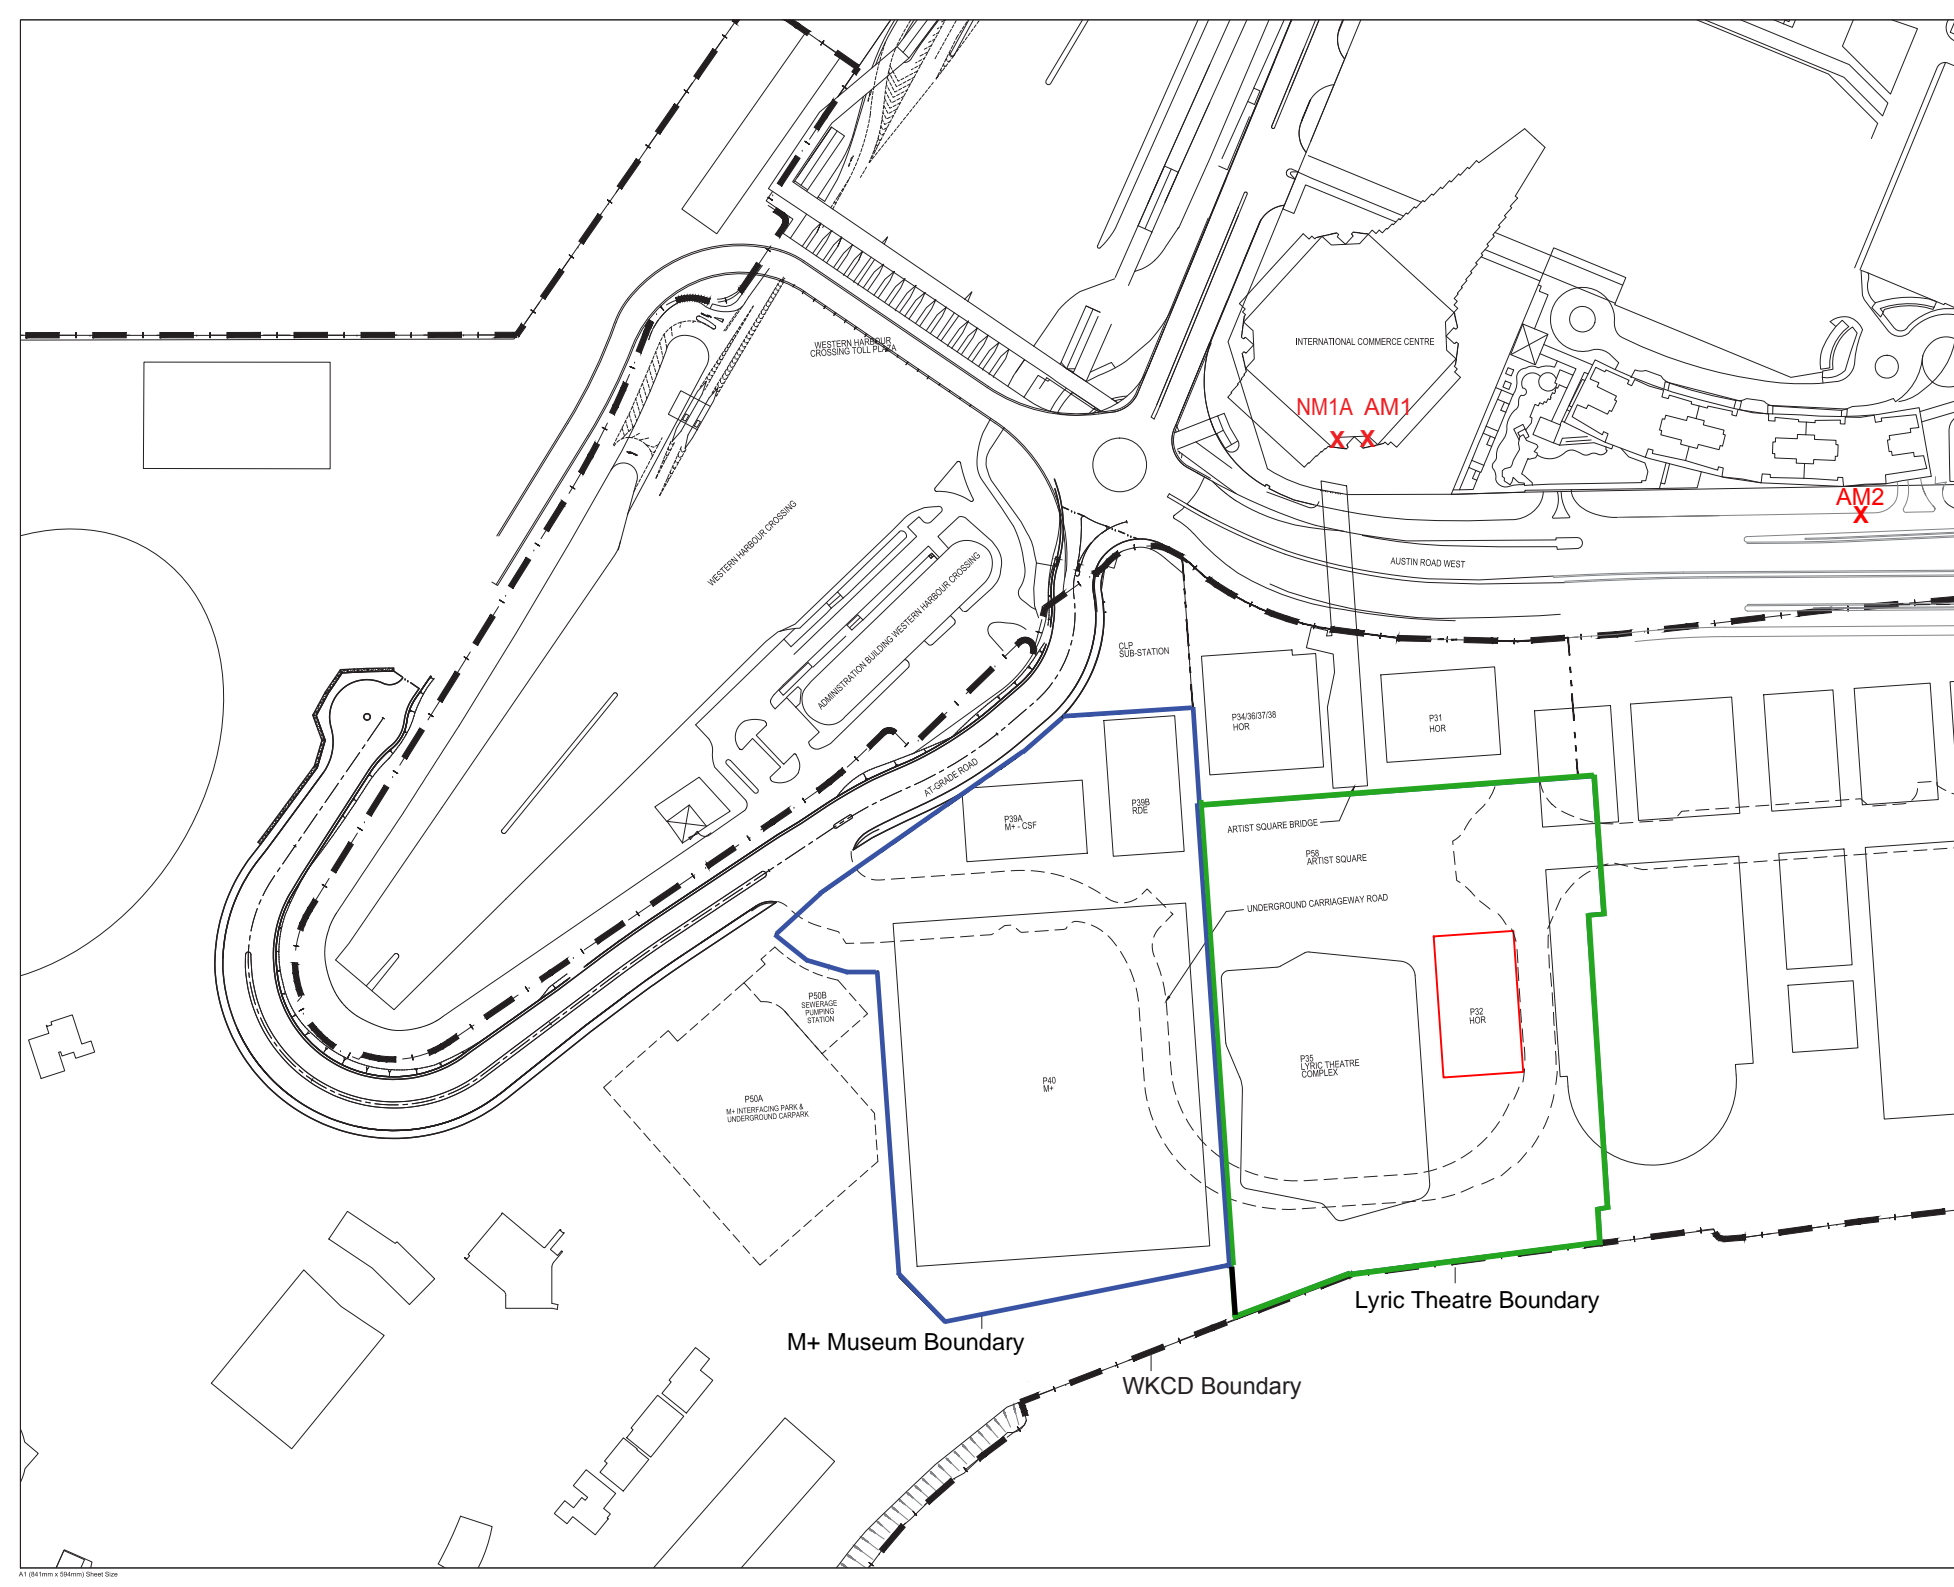 WESTERN HARBOUR
CROSSING TOLL PLAZA
INTERNATIONAL COMMERCE CENTRE
NM1A AM1
X X
AM2
X
WESTERN HARBOUR CROSSING
ADMINISTRATION BUILDING WESTERN HARBOUR CROSSING
AUSTIN ROAD WEST
CLP
SUB-STATION
P34/36/37/38
HOR
P31
HOR
AT-GRADE ROAD
P39A
M+ - CSF
P39B
RDE
ARTIST SQUARE BRIDGE
P58
ARTIST SQUARE
UNDERGROUND CARRIAGEWAY ROAD
P50B
SEWERAGE
PUMPING
STATION
P32
HOR
P35
LYRIC THEATRE
COMPLEX
P40
M+
P50A
M+ INTERFACING PARK &
UNDERGROUND CARPARK
Lyric Theatre Boundary
M+ Museum Boundary
WKCD Boundary
A1 (841mm x 594mm) Sheet Size